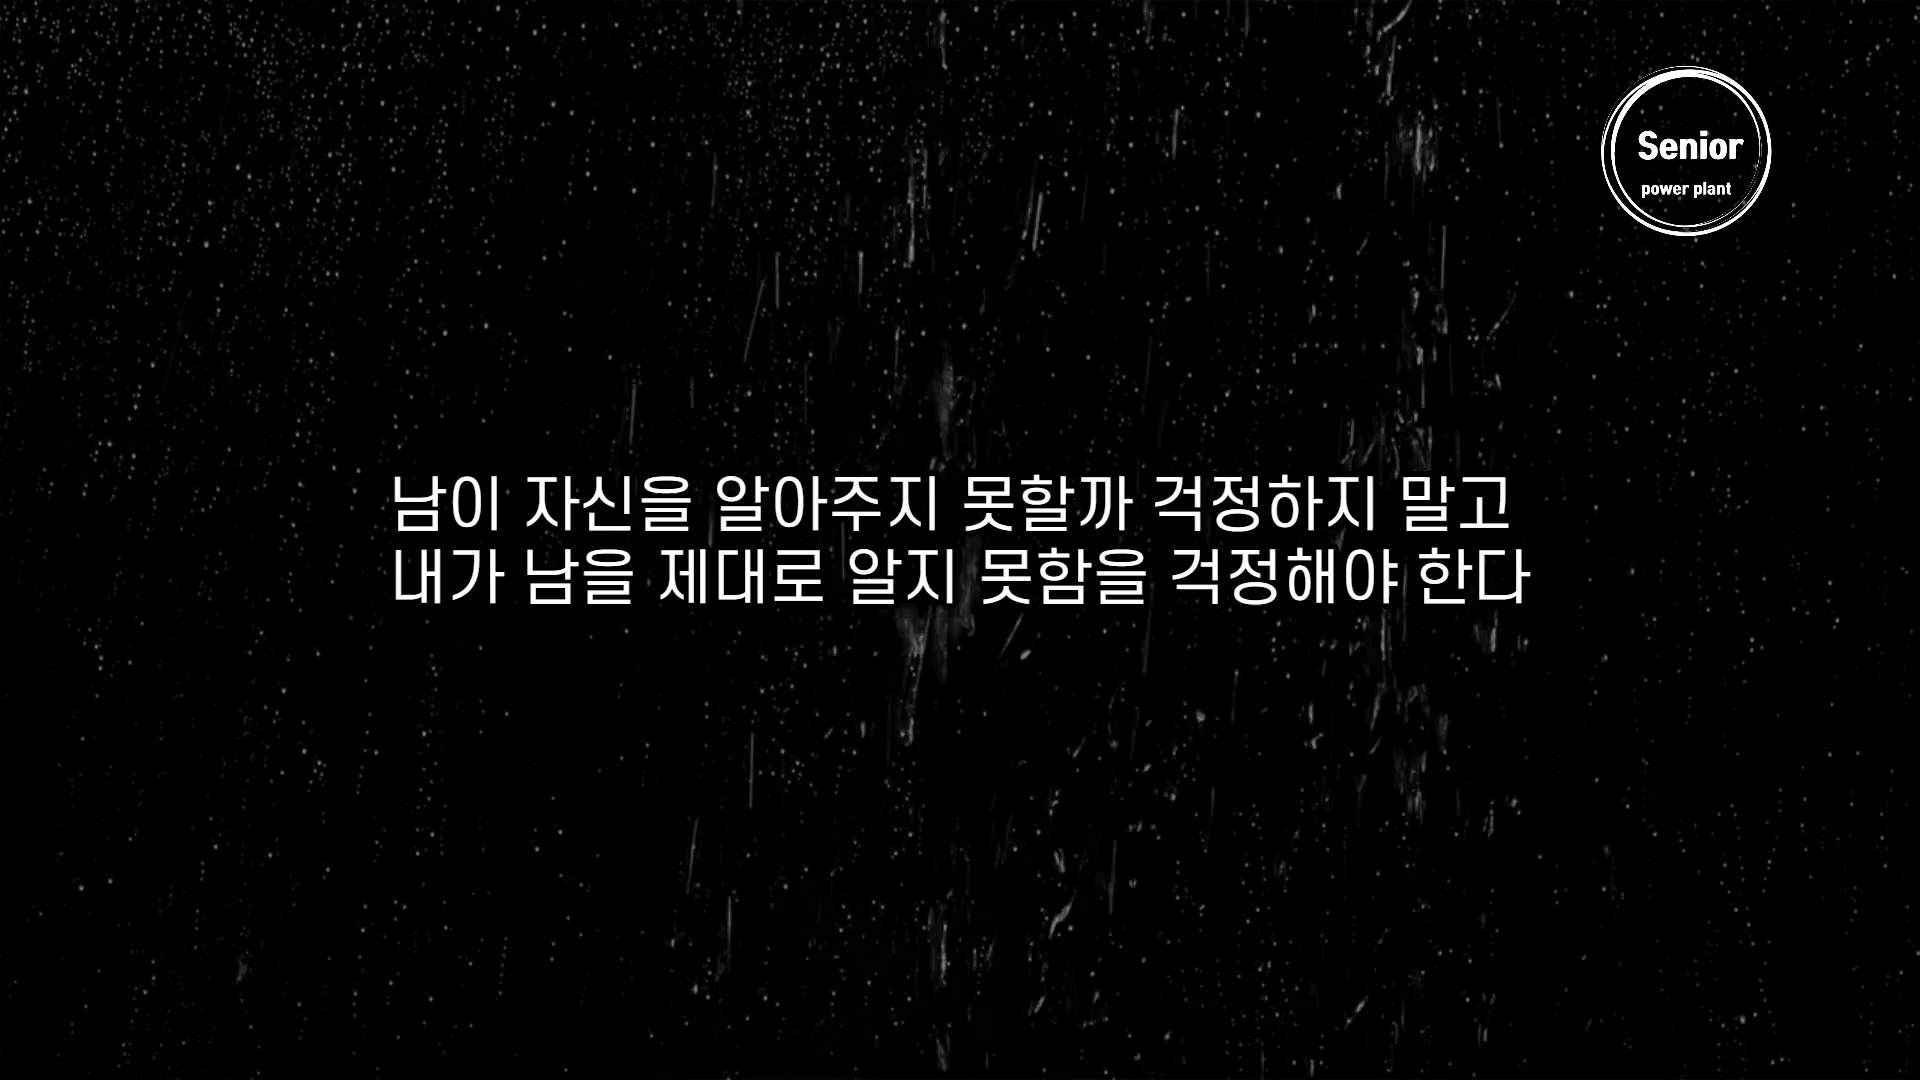 Senior
power plant
남이 자신을 알아주지 못할까 걱정하지 말고
내가 남을 제대로 알지 못함을 걱정해야 한다